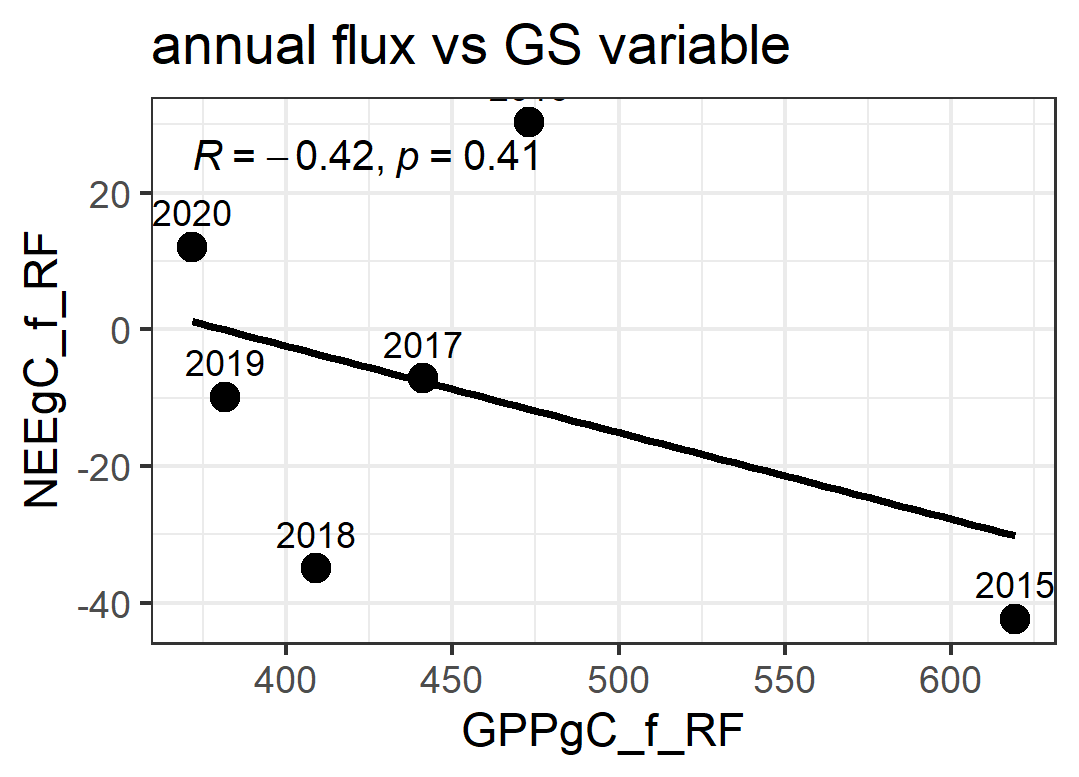 annual flux vs GS variable
R = −0.42, p = 0.41
20
2020
0
2017
2019
-20
2018
2015
-40
400 450 500 550 600
GPPgC_f_RF
NEEgC_f_RF